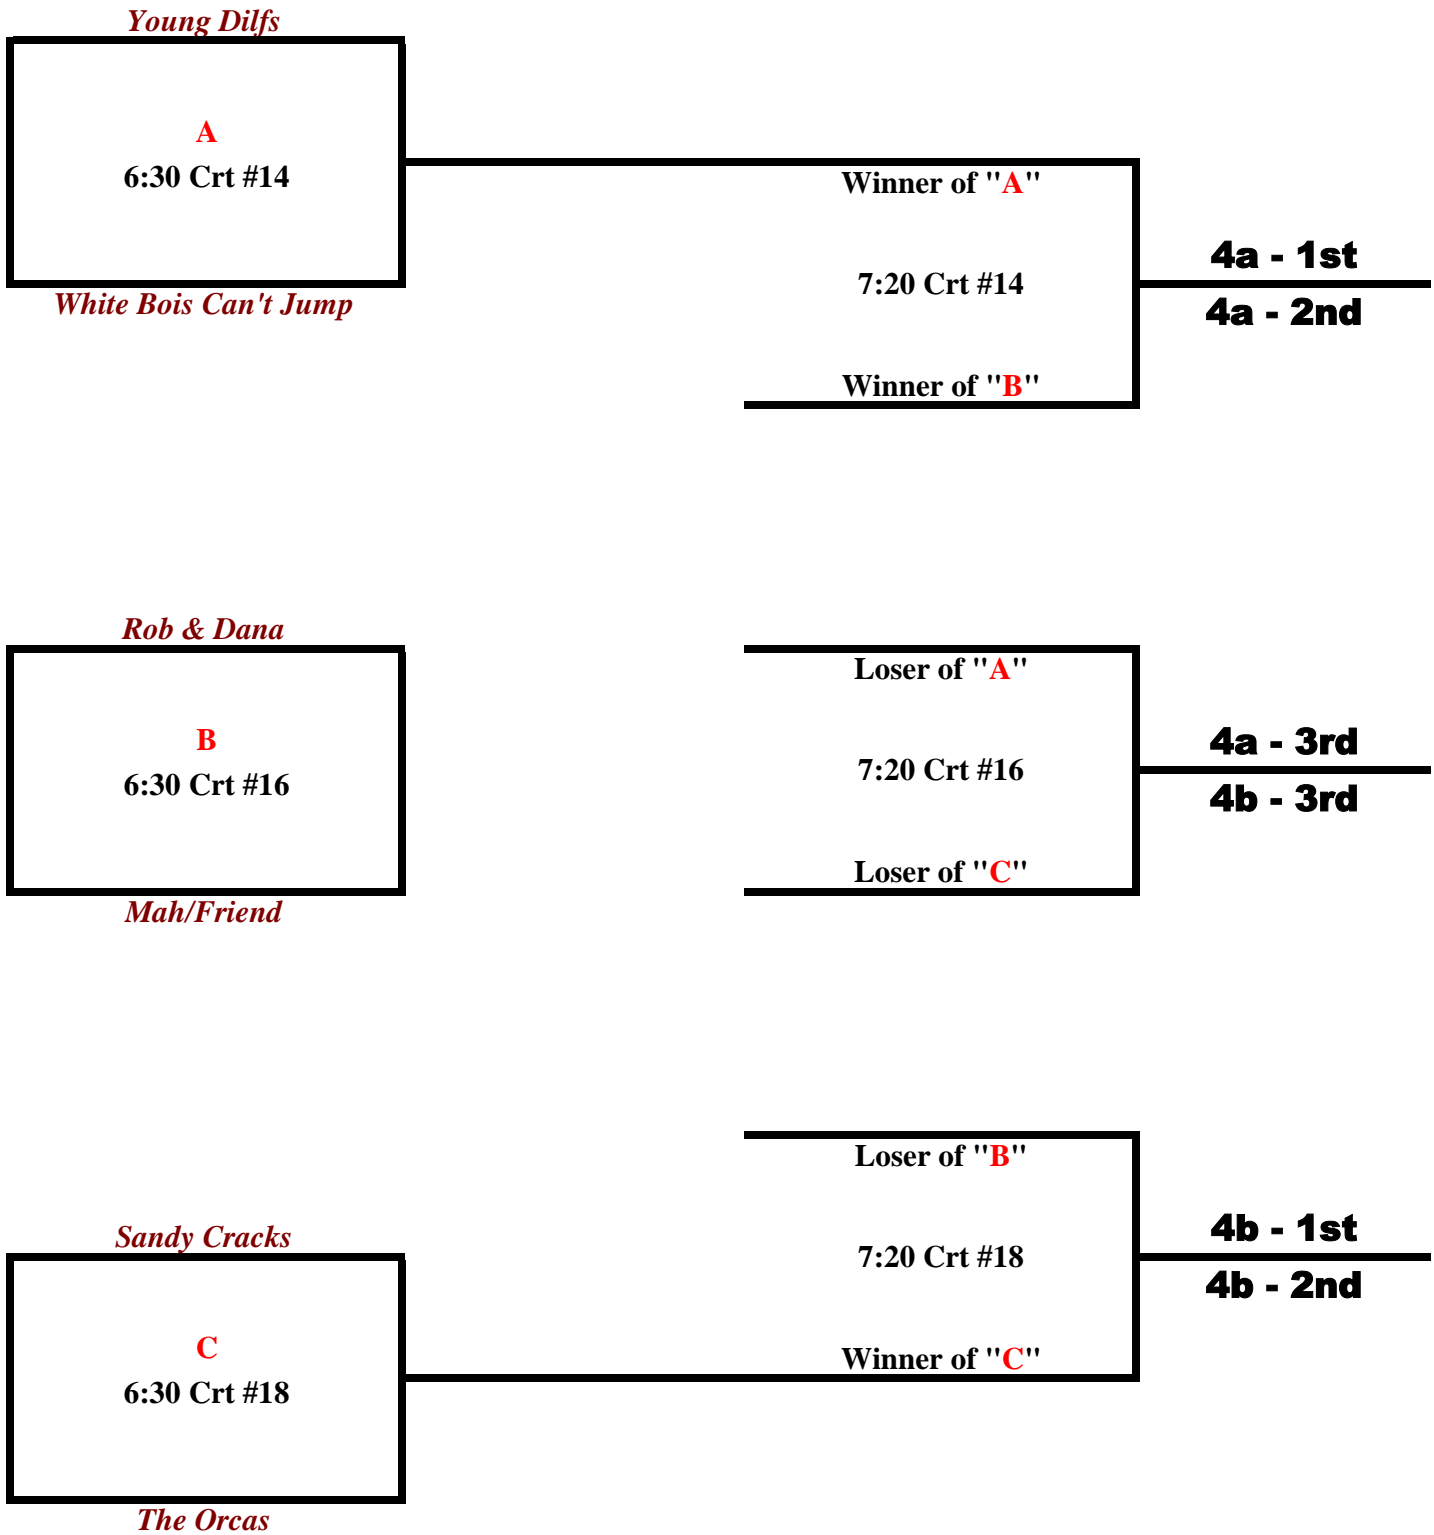 Young Dilfs
A
6:30 Crt #14
White Bois Can't Jump
Winner of "A"
7:20 Crt #14
Winner of "B"
4a - 1st
4a - 2nd
Rob & Dana
B
6:30 Crt #16
Mah/Friend
Loser of "A"
7:20 Crt #16
Loser of "C"
4a - 3rd
4b - 3rd
Sandy Cracks
C
6:30 Crt #18
The Orcas
Loser of "B"
7:20 Crt #18
Winner of "C"
4b - 1st
4b - 2nd